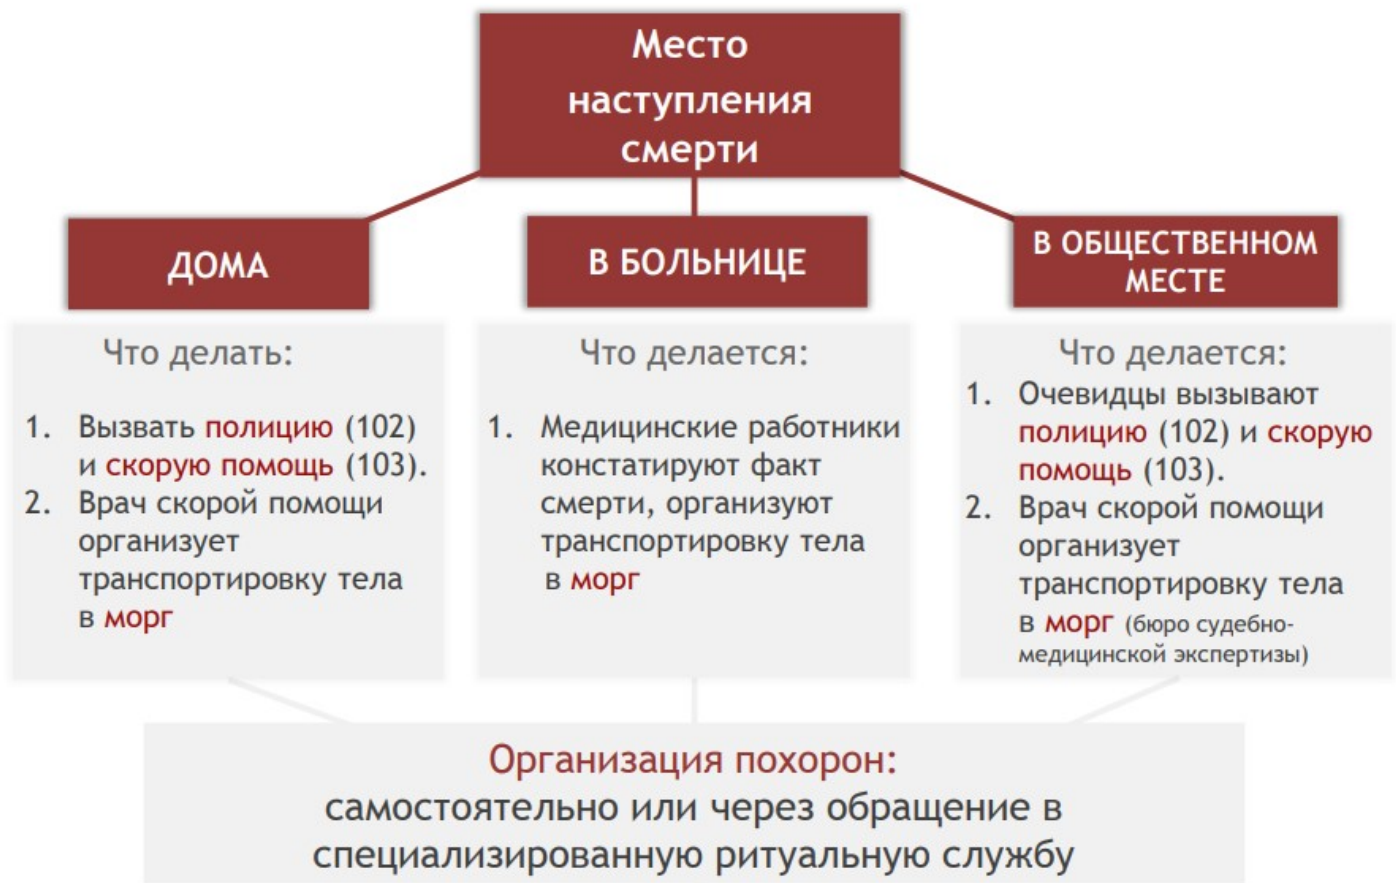 Место
наступления
смерти
ДОМА
Что делать:
1. Вызвать полицию (102)
и скорую помощь (103).
2. Врач скорой помощи
организует
транспортировку тела
в морг
В БОЛЬНИЦЕ
Что делается:
1. Медицинские работники
констатируют факт
смерти, организуют
транспортировку тела
в морг
В ОБЩЕСТВЕННОМ
МЕСТЕ
Что делается:
1. Очевидцы вызывают
полицию (102) и скорую
помощь (103).
2. Врач скорой помощи
организует
транспортировку тела
в морг (бюро судебно-
медицинской экспертизы)
Организация похорон:
самостоятельно или через обращение в
специализированную ритуальную службу